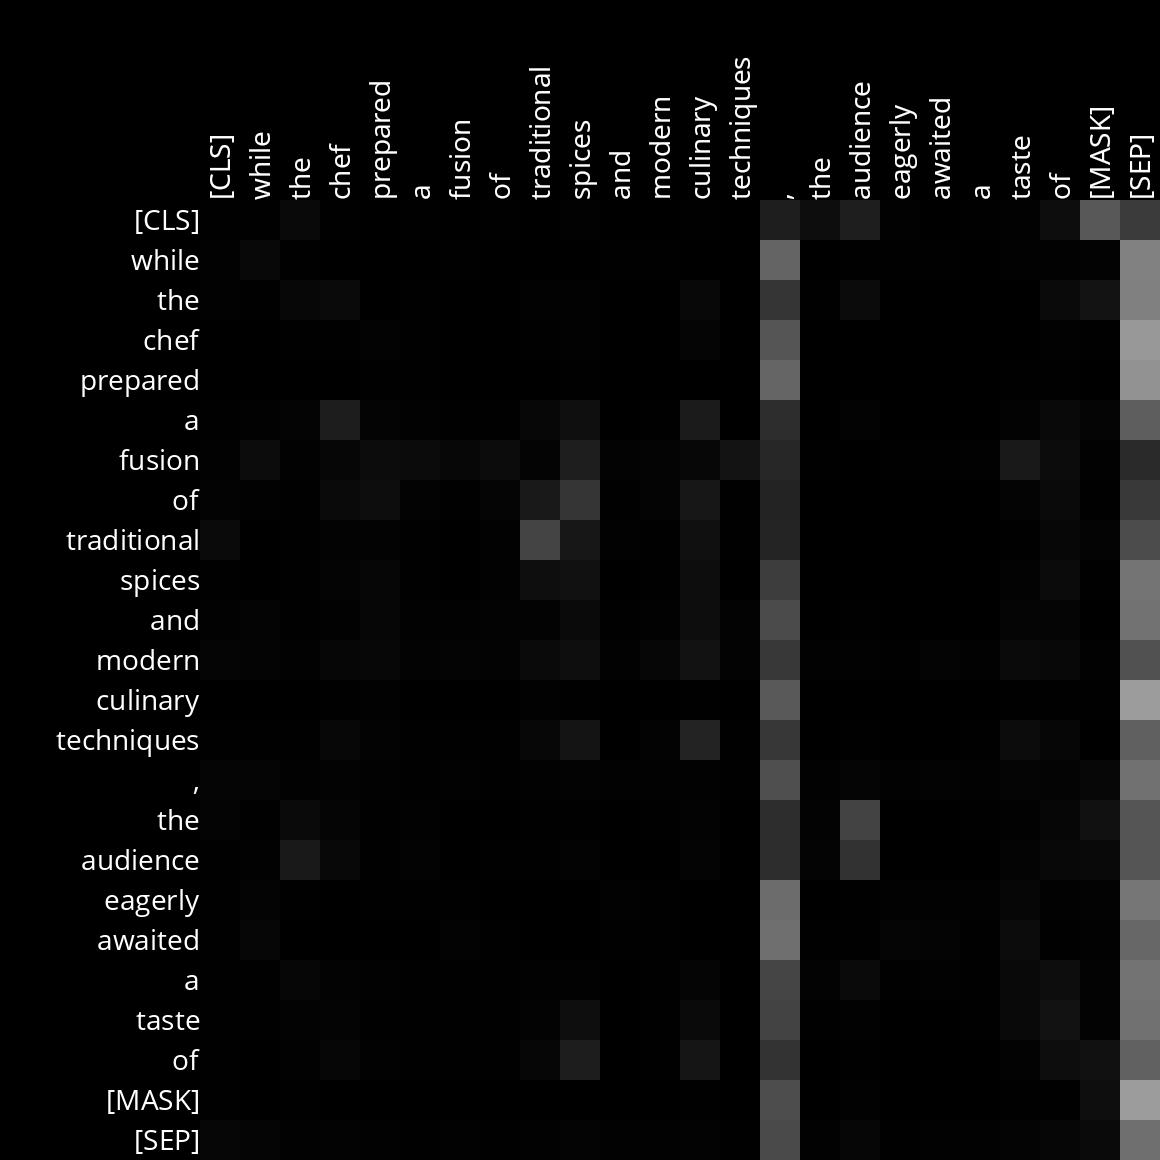 [CLS] while the chef prepared a fusion of traditional spices and modern culinary techniques , the audience eagerly awaited a taste of [MASK] [SEP]
[CLS]
while
the
chef
prepared
a
fusion
of
traditional
spices
and
modern
culinary
techniques
,
the
audience
eagerly
awaited
a
taste
of
[MASK]
[SEP]